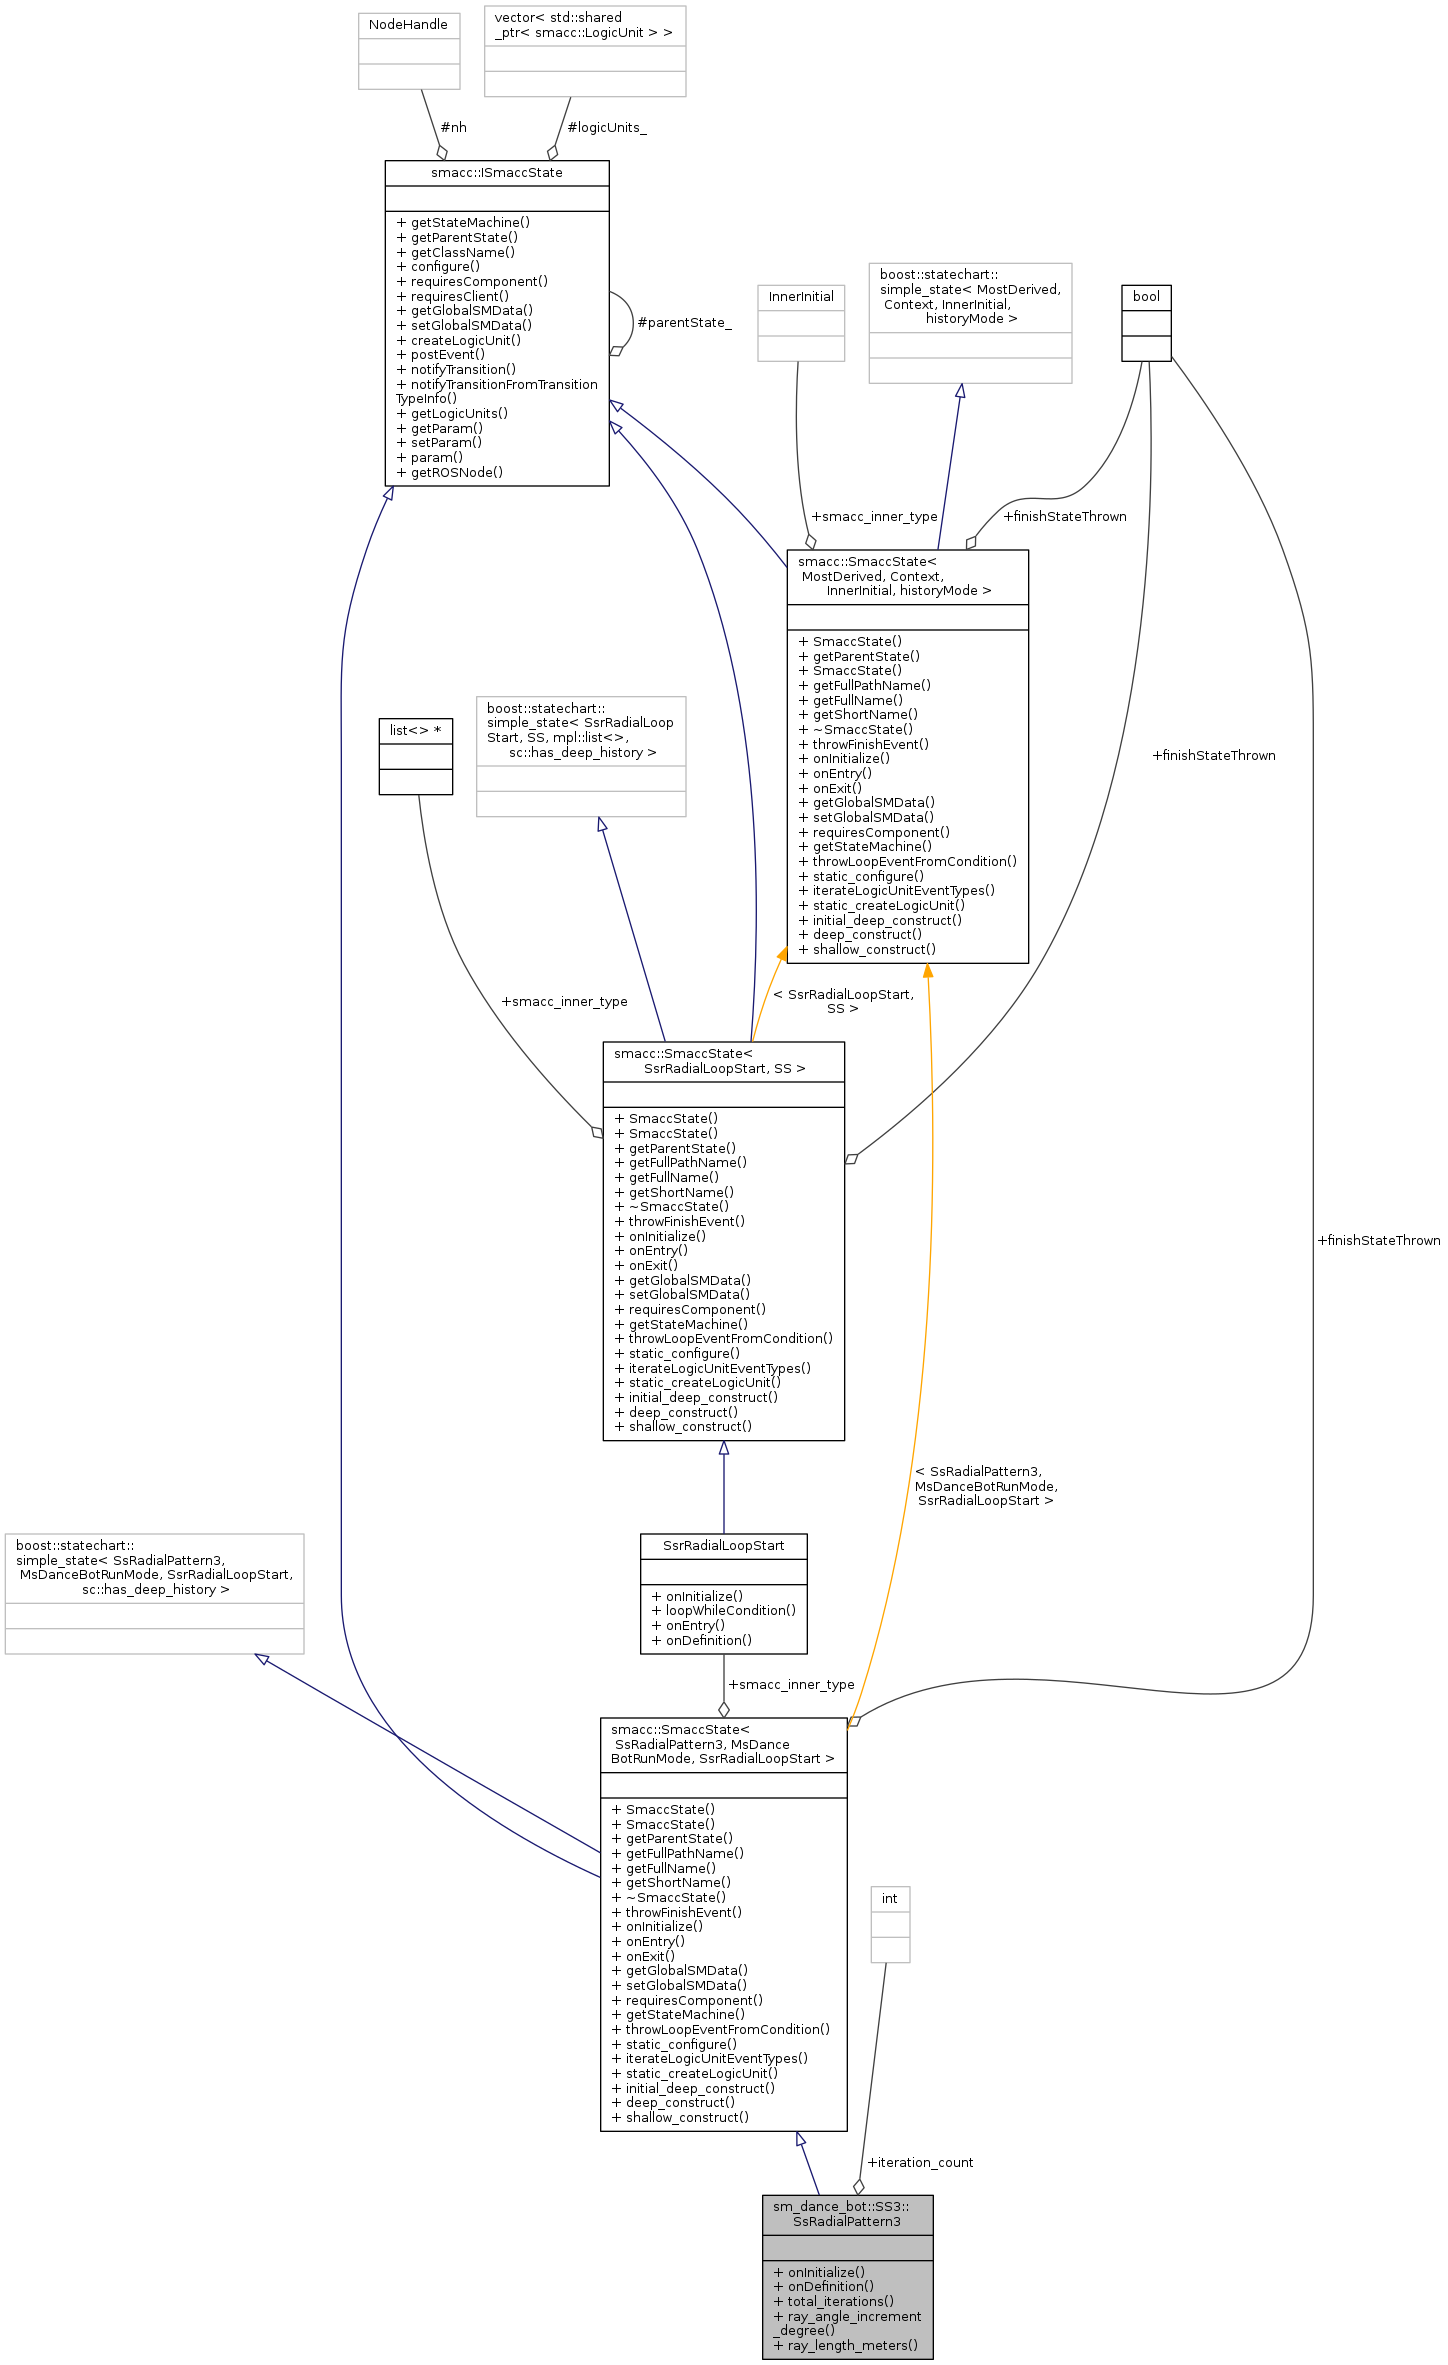 NodeHandle
vector< std::shared
_ptr< smacc::LogicUnit > >
#nh
#logicUnits_
smacc::ISmaccState
+ getStateMachine()
+ getParentState()
+ getClassName()
+ configure()
+ requiresComponent()
+ requiresClient()
+ getGlobalSMData()
+ setGlobalSMData()
+ createLogicUnit()
+ postEvent()
+ notifyTransition()
+ notifyTransitionFromTransition
TypeInfo()
+ getLogicUnits()
+ getParam()
+ setParam()
+ param()
+ getROSNode()
#parentState_
InnerInitial
boost::statechart::
simple_state< MostDerived,
Context, InnerInitial,
historyMode >
bool
+smacc_inner_type
+finishStateThrown
smacc::SmaccState<
MostDerived, Context,
InnerInitial, historyMode >
+ SmaccState()
+ getParentState()
+ SmaccState()
+ getFullPathName()
+ getFullName()
+ getShortName()
+ ~SmaccState()
+ throwFinishEvent()
+ onInitialize()
+ onEntry()
+ onExit()
+ getGlobalSMData()
+ setGlobalSMData()
+ requiresComponent()
+ getStateMachine()
+ throwLoopEventFromCondition()
+ static_configure()
+ iterateLogicUnitEventTypes()
+ static_createLogicUnit()
+ initial_deep_construct()
+ deep_construct()
+ shallow_construct()
list<> *
boost::statechart::
simple_state< SsrRadialLoop
Start, SS, mpl::list<>,
sc::has_deep_history >
+finishStateThrown
+smacc_inner_type
< SsrRadialLoopStart,
SS >
smacc::SmaccState<
SsrRadialLoopStart, SS >
+ SmaccState()
+ SmaccState()
+ getParentState()
+ getFullPathName()
+ getFullName()
+ getShortName()
+ ~SmaccState()
+ throwFinishEvent()
+ onInitialize()
+ onEntry()
+ onExit()
+ getGlobalSMData()
+ setGlobalSMData()
+ requiresComponent()
+ getStateMachine()
+ throwLoopEventFromCondition()
+ static_configure()
+ iterateLogicUnitEventTypes()
+ static_createLogicUnit()
+ initial_deep_construct()
+ deep_construct()
+ shallow_construct()
+finishStateThrown
< SsRadialPattern3,
MsDanceBotRunMode,
SsrRadialLoopStart >
boost::statechart::
simple_state< SsRadialPattern3,
MsDanceBotRunMode, SsrRadialLoopStart,
sc::has_deep_history >
SsrRadialLoopStart
+ onInitialize()
+ loopWhileCondition()
+ onEntry()
+ onDefinition()
+smacc_inner_type
smacc::SmaccState<
SsRadialPattern3, MsDance
BotRunMode, SsrRadialLoopStart >
+ SmaccState()
+ SmaccState()
+ getParentState()
+ getFullPathName()
+ getFullName()
+ getShortName()
+ ~SmaccState()
+ throwFinishEvent()
+ onInitialize()
+ onEntry()
+ onExit()
+ getGlobalSMData()
+ setGlobalSMData()
+ requiresComponent()
+ getStateMachine()
+ throwLoopEventFromCondition()
+ static_configure()
+ iterateLogicUnitEventTypes()
+ static_createLogicUnit()
+ initial_deep_construct()
+ deep_construct()
+ shallow_construct()
int
+iteration_count
sm_dance_bot::SS3::
SsRadialPattern3
+ onInitialize()
+ onDefinition()
+ total_iterations()
+ ray_angle_increment
_degree()
+ ray_length_meters()